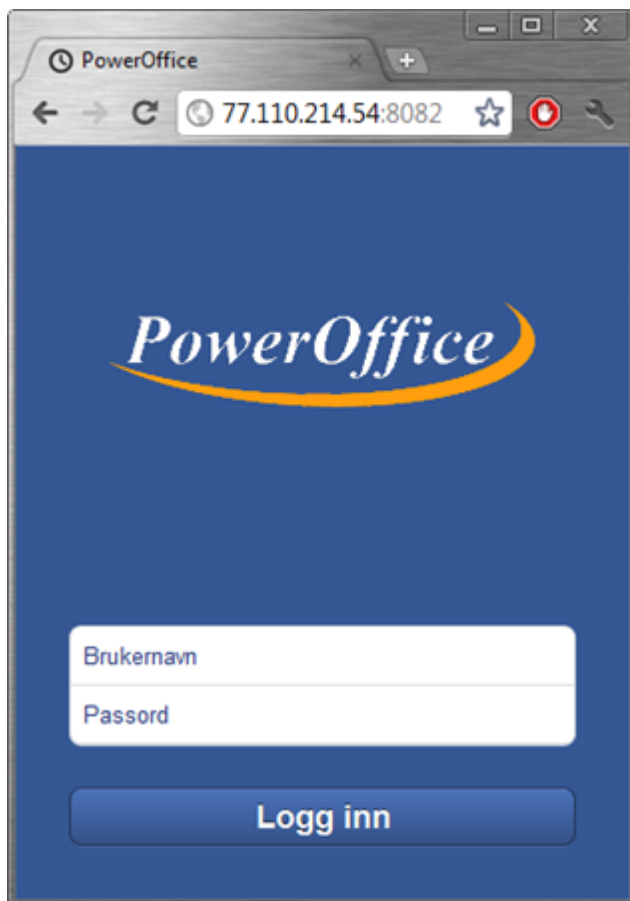 PowerOffice
77.110.214.54:8082
PowerOffice
Brukernavn
Passord
Logg inn